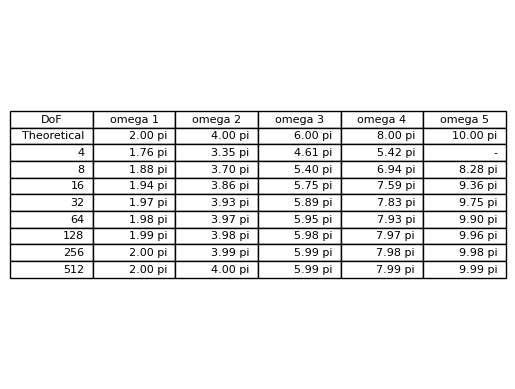 DoF omega 1 omega 2 omega 3 omega 4 omega 5
Theoretical 2.00 pi 4.00 pi 6.00 pi 8.00 pi 10.00 pi
4 1.76 pi 3.35 pi 4.61 pi 5.42 pi -
8 1.88 pi 3.70 pi 5.40 pi 6.94 pi 8.28 pi
16 1.94 pi 3.86 pi 5.75 pi 7.59 pi 9.36 pi
32 1.97 pi 3.93 pi 5.89 pi 7.83 pi 9.75 pi
64 1.98 pi 3.97 pi 5.95 pi 7.93 pi 9.90 pi
128 1.99 pi 3.98 pi 5.98 pi 7.97 pi 9.96 pi
256 2.00 pi 3.99 pi 5.99 pi 7.98 pi 9.98 pi
512 2.00 pi 4.00 pi 5.99 pi 7.99 pi 9.99 pi